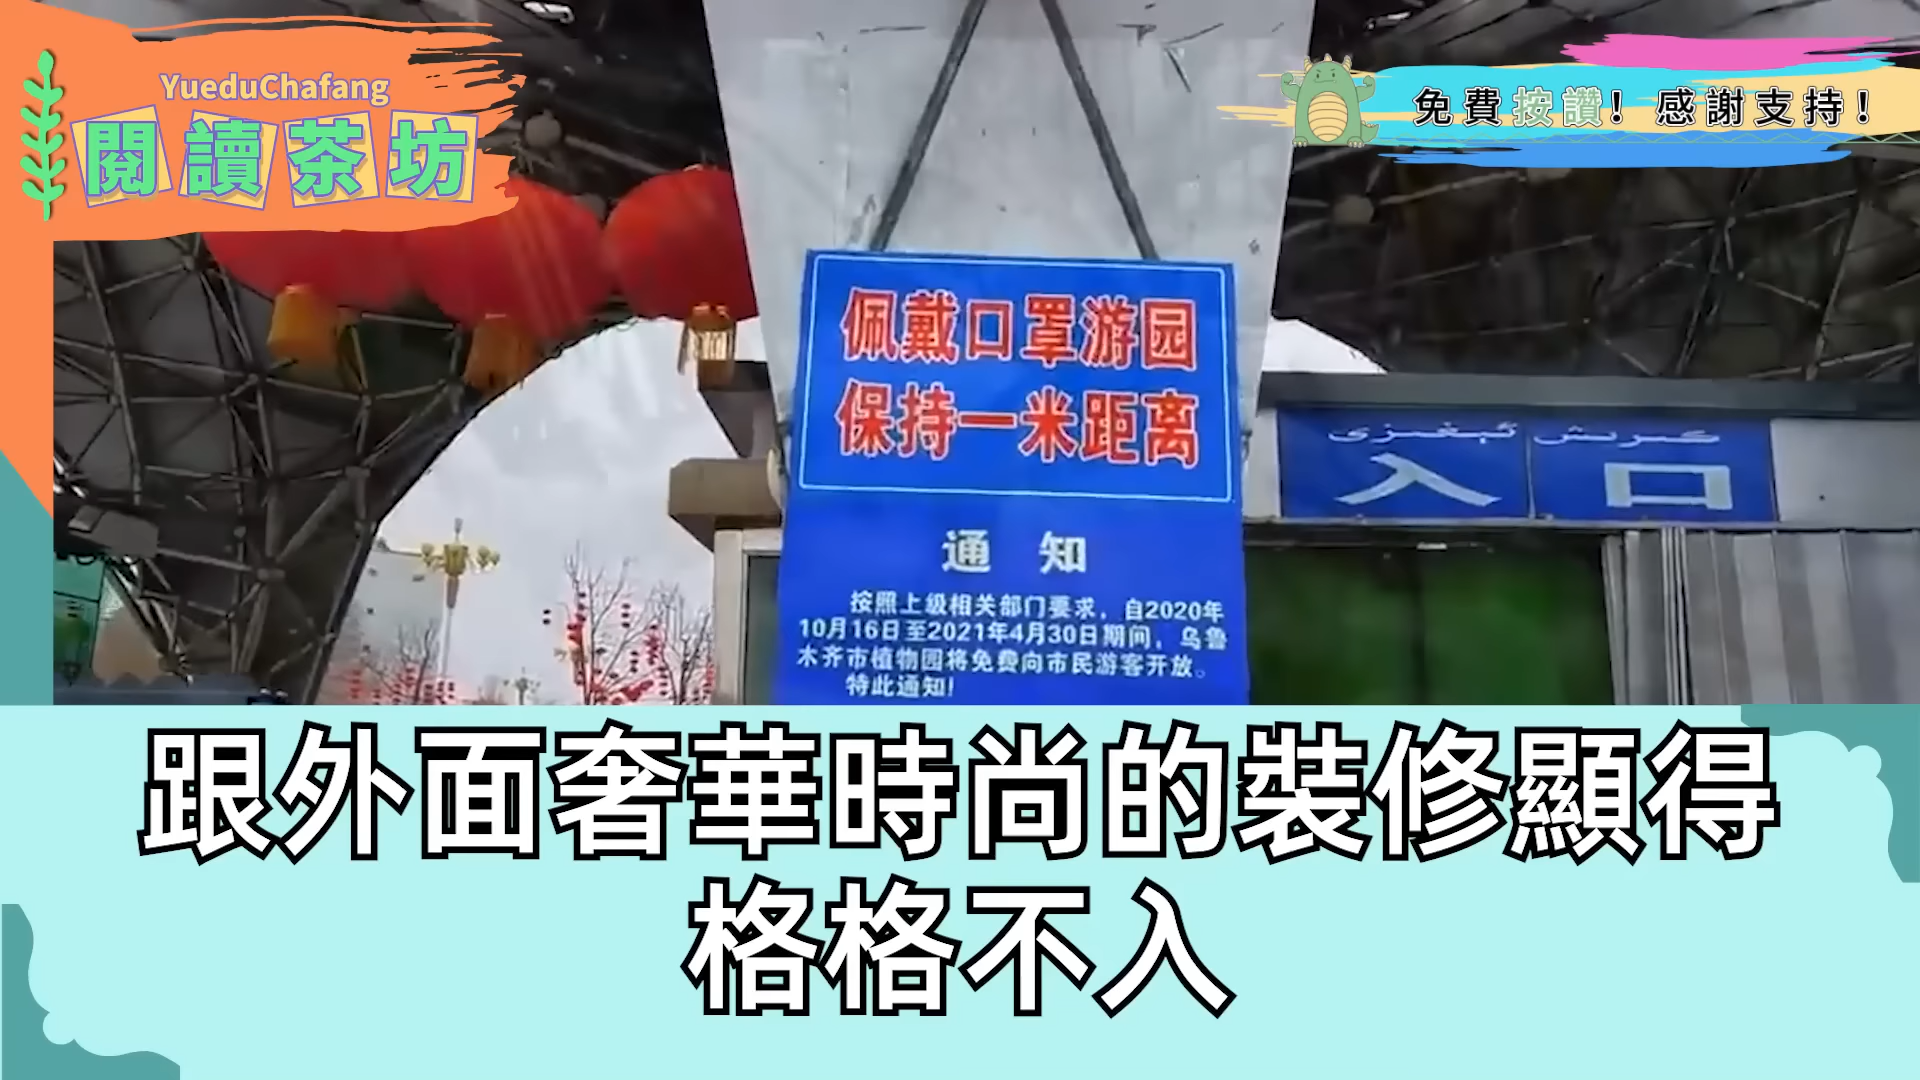 YueduChafang
閱讀茶坊
免費按讚！感謝支持！
佩戴口罩游园
保持一米距离
كىرىش ئېغىزى
入口
通知
按照上级相关部门要求，自2020年
10月16日至2021年4月30日期间，乌鲁
木齐市植物园将免费向市民游客开放。
特此通知！
跟外面奢華時尚的裝修顯得
格格不入